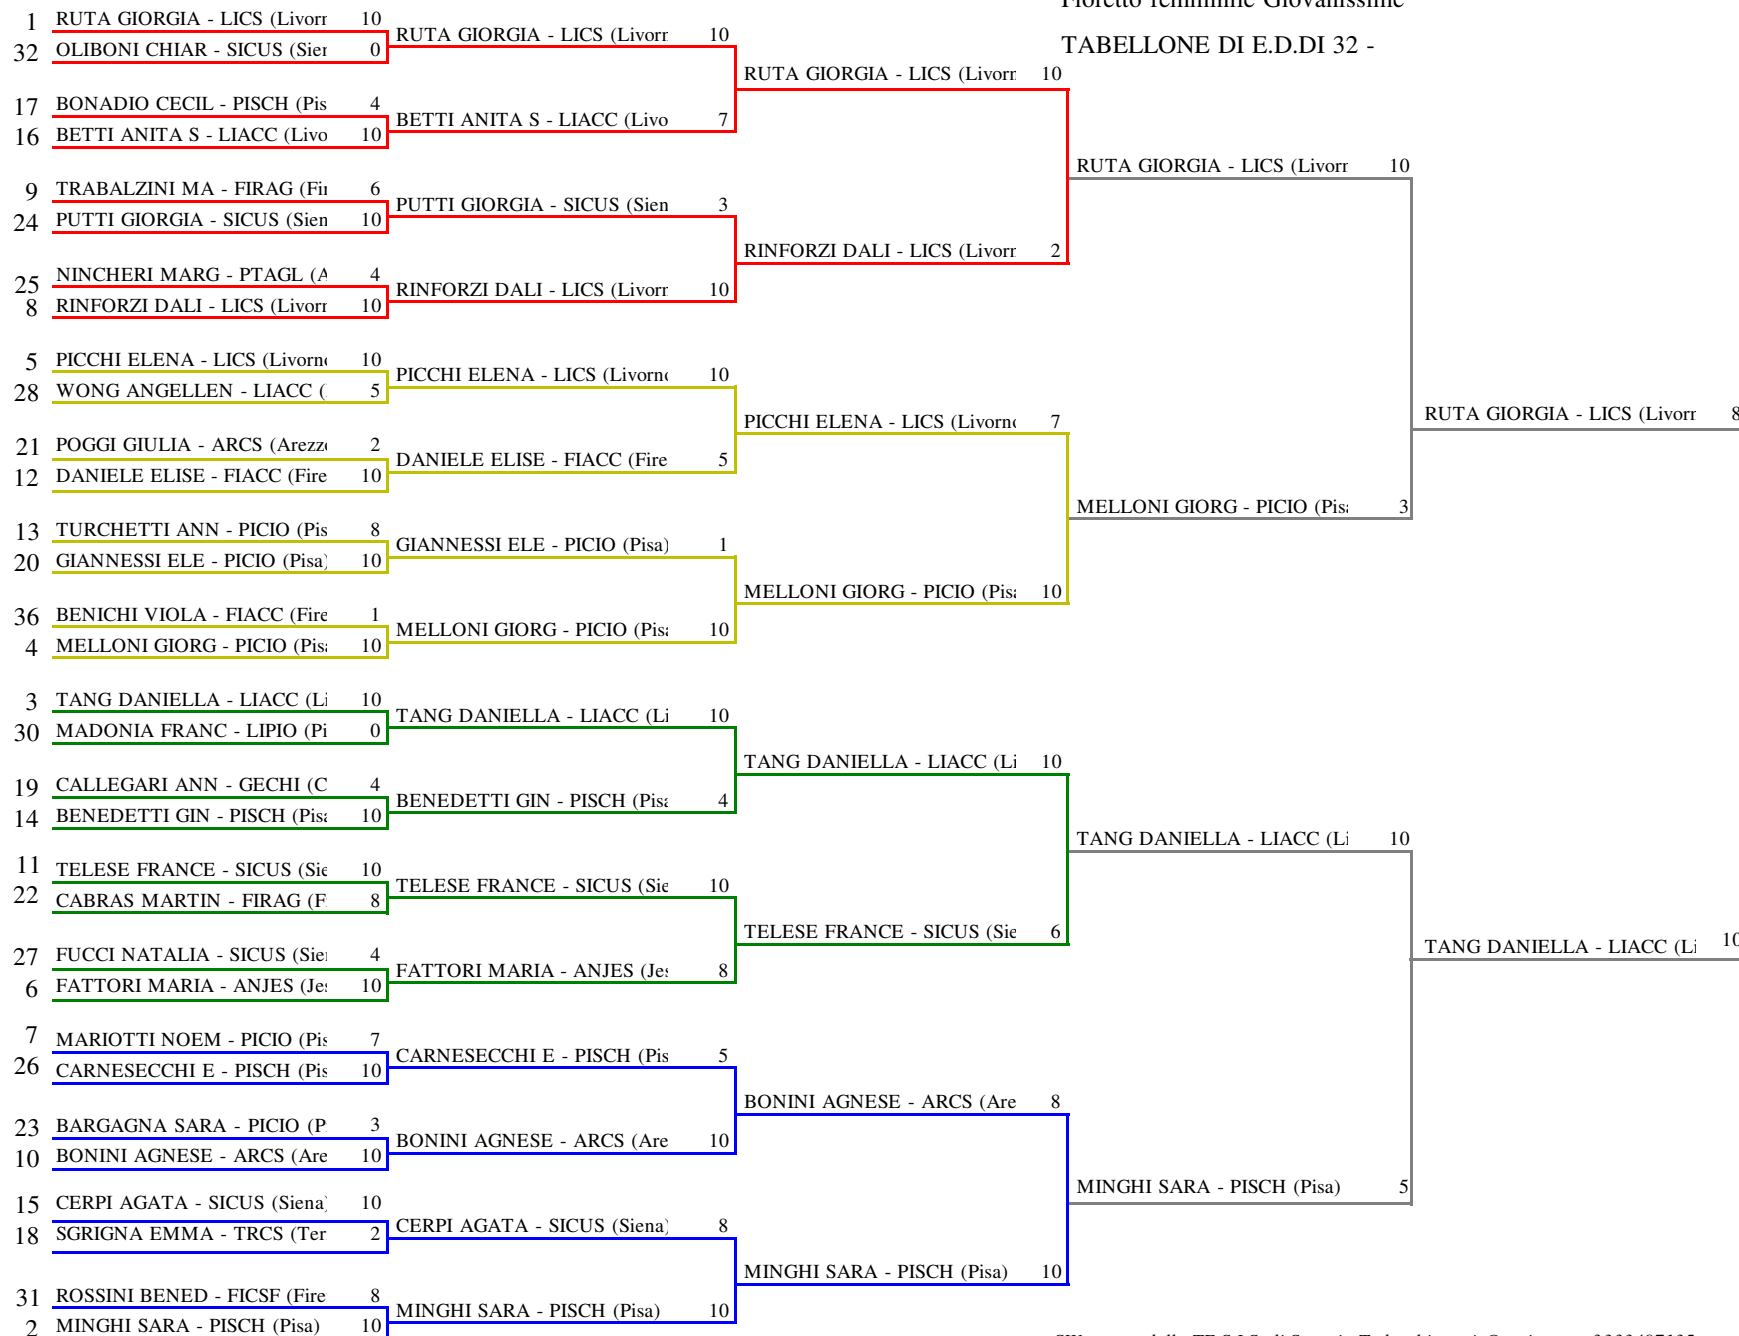 Fioretto femminile Giovanissime
TABELLONE DI E.D.DI 32 -
1 RUTA GIORGIA - LICS (Livorr 10
32 OLIBONI CHIAR - SICUS (Sier 0
17 BONADIO CECIL - PISCH (Pis 4
16 BETTI ANITA S - LIACC (Livo 10
9 TRABALZINI MA - FIRAG (Fir 6
24 PUTTI GIORGIA - SICUS (Sien 10
25 NINCHERI MARG - PTAGL (A 4
8 RINFORZI DALI - LICS (Livorr 10
5 PICCHI ELENA - LICS (Livorno 10
28 WONG ANGELLEN - LIACC ( 5
21 POGGI GIULIA - ARCS (Arezzo 2
12 DANIELE ELISE - FIACC (Fire 10
13 TURCHETTI ANN - PICIO (Pis 8
20 GIANNESSI ELE - PICIO (Pisa) 10
36 BENICHI VIOLA - FIACC (Fire 1
4 MELLONI GIORG - PICIO (Pisa 10
3 TANG DANIELLA - LIACC (Li 10
30 MADONIA FRANC - LIPIO (Pi 0
19 CALLEGARI ANN - GECHI (C 4
14 BENEDETTI GIN - PISCH (Pisa 10
11 TELESE FRANCE - SICUS (Sie 10
22 CABRAS MARTIN - FIRAG (F 8
27 FUCCI NATALIA - SICUS (Sie 4
6 FATTORI MARIA - ANJES (Jes 10
7 MARIOTTI NOEM - PICIO (Pis 7
26 CARNESECCHI E - PISCH (Pis 10
23 BARGAGNA SARA - PICIO (P 3
10 BONINI AGNESE - ARCS (Are 10
15 CERPI AGATA - SICUS (Siena) 10
18 SGRIGNA EMMA - TRCS (Ter 2
31 ROSSINI BENED - FICSF (Fire 8
2 MINGHI SARA - PISCH (Pisa) 10
RUTA GIORGIA - LICS (Livorr 10
BETTI ANITA S - LIACC (Livo 7
PUTTI GIORGIA - SICUS (Sien 3
RINFORZI DALI - LICS (Livorr 10
PICCHI ELENA - LICS (Livorno 10
DANIELE ELISE - FIACC (Fire 5
GIANNESSI ELE - PICIO (Pisa) 1
MELLONI GIORG - PICIO (Pisa 10
TANG DANIELLA - LIACC (Li 10
BENEDETTI GIN - PISCH (Pisa 4
TELESE FRANCE - SICUS (Sie 10
FATTORI MARIA - ANJES (Jes 8
CARNESECCHI E - PISCH (Pis 5
BONINI AGNESE - ARCS (Are 10
CERPI AGATA - SICUS (Siena) 8
MINGHI SARA - PISCH (Pisa) 10
RUTA GIORGIA - LICS (Livorr 10
RINFORZI DALI - LICS (Livorr 2
PICCHI ELENA - LICS (Livorno 7
MELLONI GIORG - PICIO (Pisa 10
TANG DANIELLA - LIACC (Li 10
TELESE FRANCE - SICUS (Sie 6
BONINI AGNESE - ARCS (Are 8
MINGHI SARA - PISCH (Pisa) 10
RUTA GIORGIA - LICS (Livorr 10
MELLONI GIORG - PICIO (Pisa 3
TANG DANIELLA - LIACC (Li 10
MINGHI SARA - PISCH (Pisa) 5
RUTA GIORGIA - LICS (Livorr 8
TANG DANIELLA - LIACC (Li 10